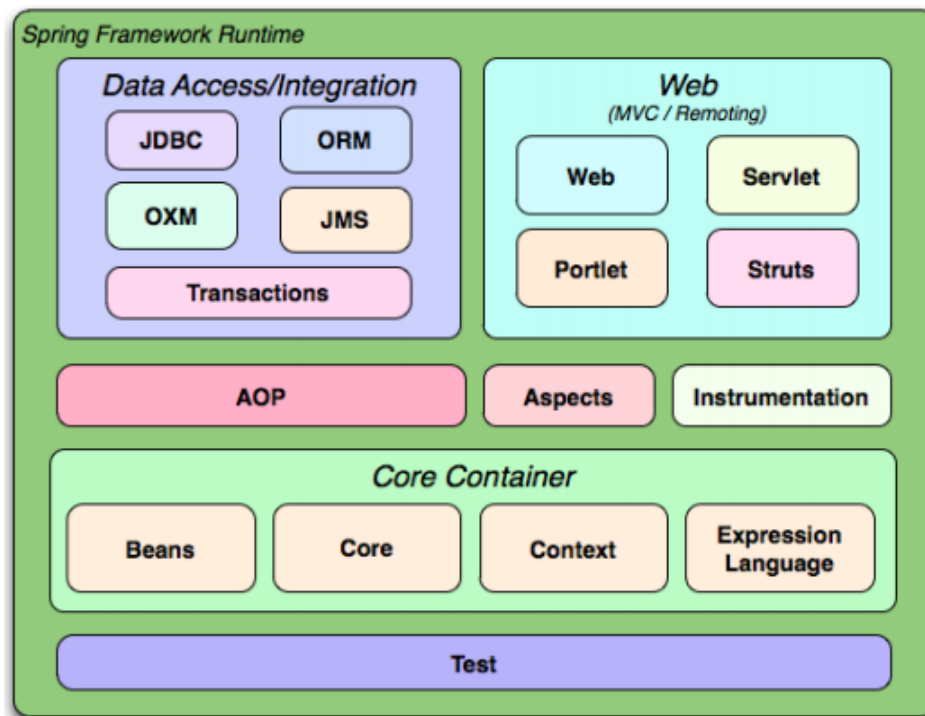 Spring Framework Runtime
Data Access/Integration
JDBC
ORM
OXM
JMS
Transactions
Web
(MVC / Remoting)
Web
Servlet
Portlet
Struts
AOP
Aspects
Instrumentation
Core Container
Beans
Core
Context
Expression
Language
Test